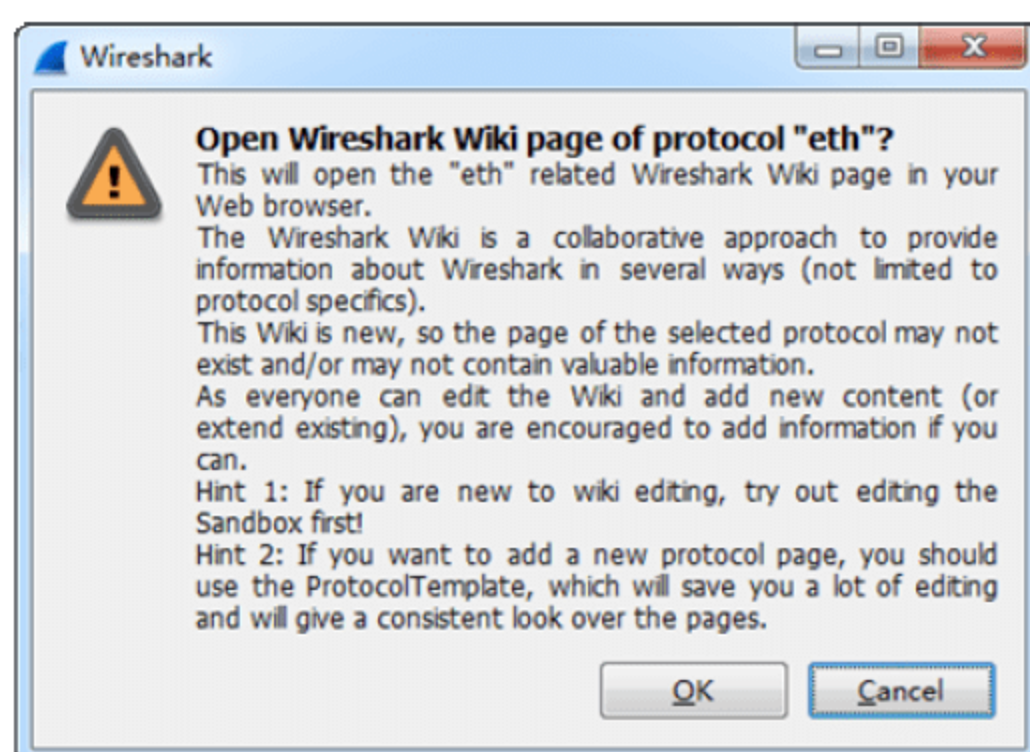 Wireshark
Open Wireshark Wiki page of protocol "eth"?
This will open the "eth" related Wireshark Wiki page in your
Web browser.
The Wireshark Wiki is a collaborative approach to provide
information about Wireshark in several ways (not limited to
protocol specifics).
This Wiki is new, so the page of the selected protocol may not
exist and/or may not contain valuable information.
As everyone can edit the Wiki and add new content (or
extend existing), you are encouraged to add information if you
can.
Hint 1: If you are new to wiki editing, try out editing the
Sandbox first!
Hint 2: If you want to add a new protocol page, you should
use the ProtocolTemplate, which will save you a lot of editing
and will give a consistent look over the pages.
OK Cancel